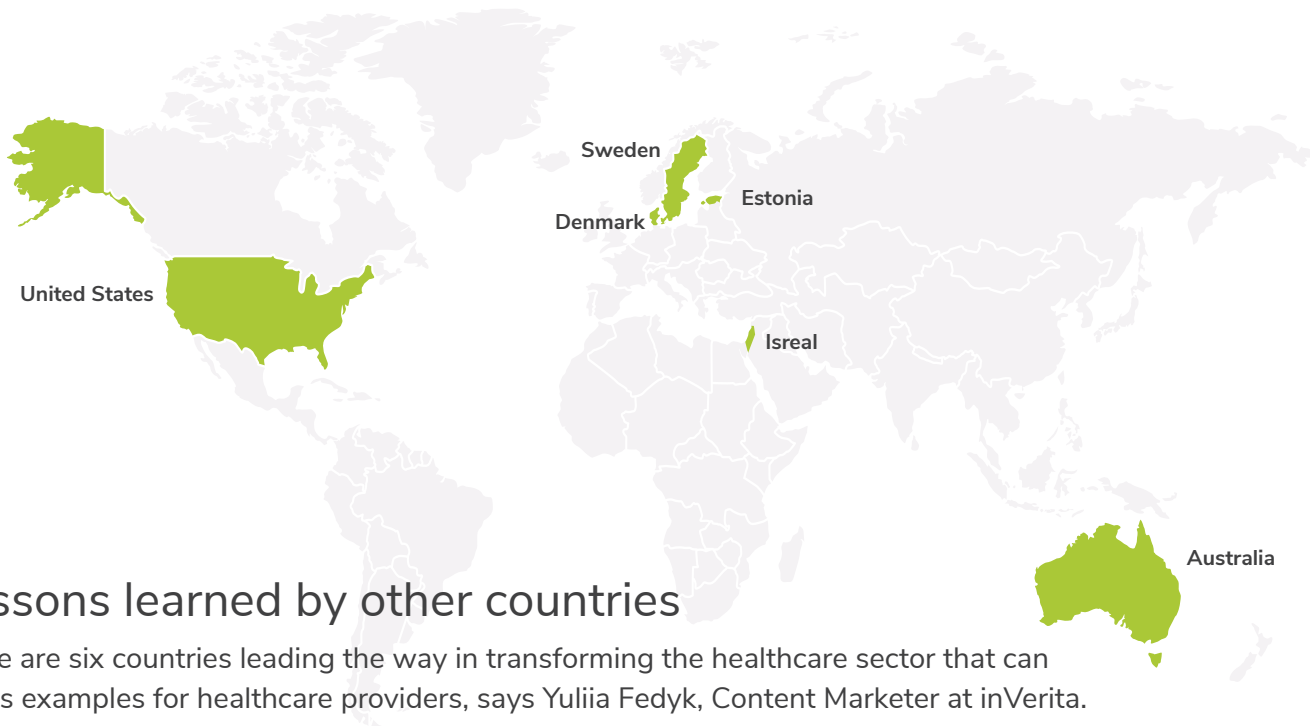 Sweden
Estonia
Denmark
United States
Isreal
Australia
ssons learned by other countries
e are six countries leading the way in transforming the healthcare sector that can
s examples for healthcare providers, says Yuliia Fedyk, Content Marketer at inVerita.